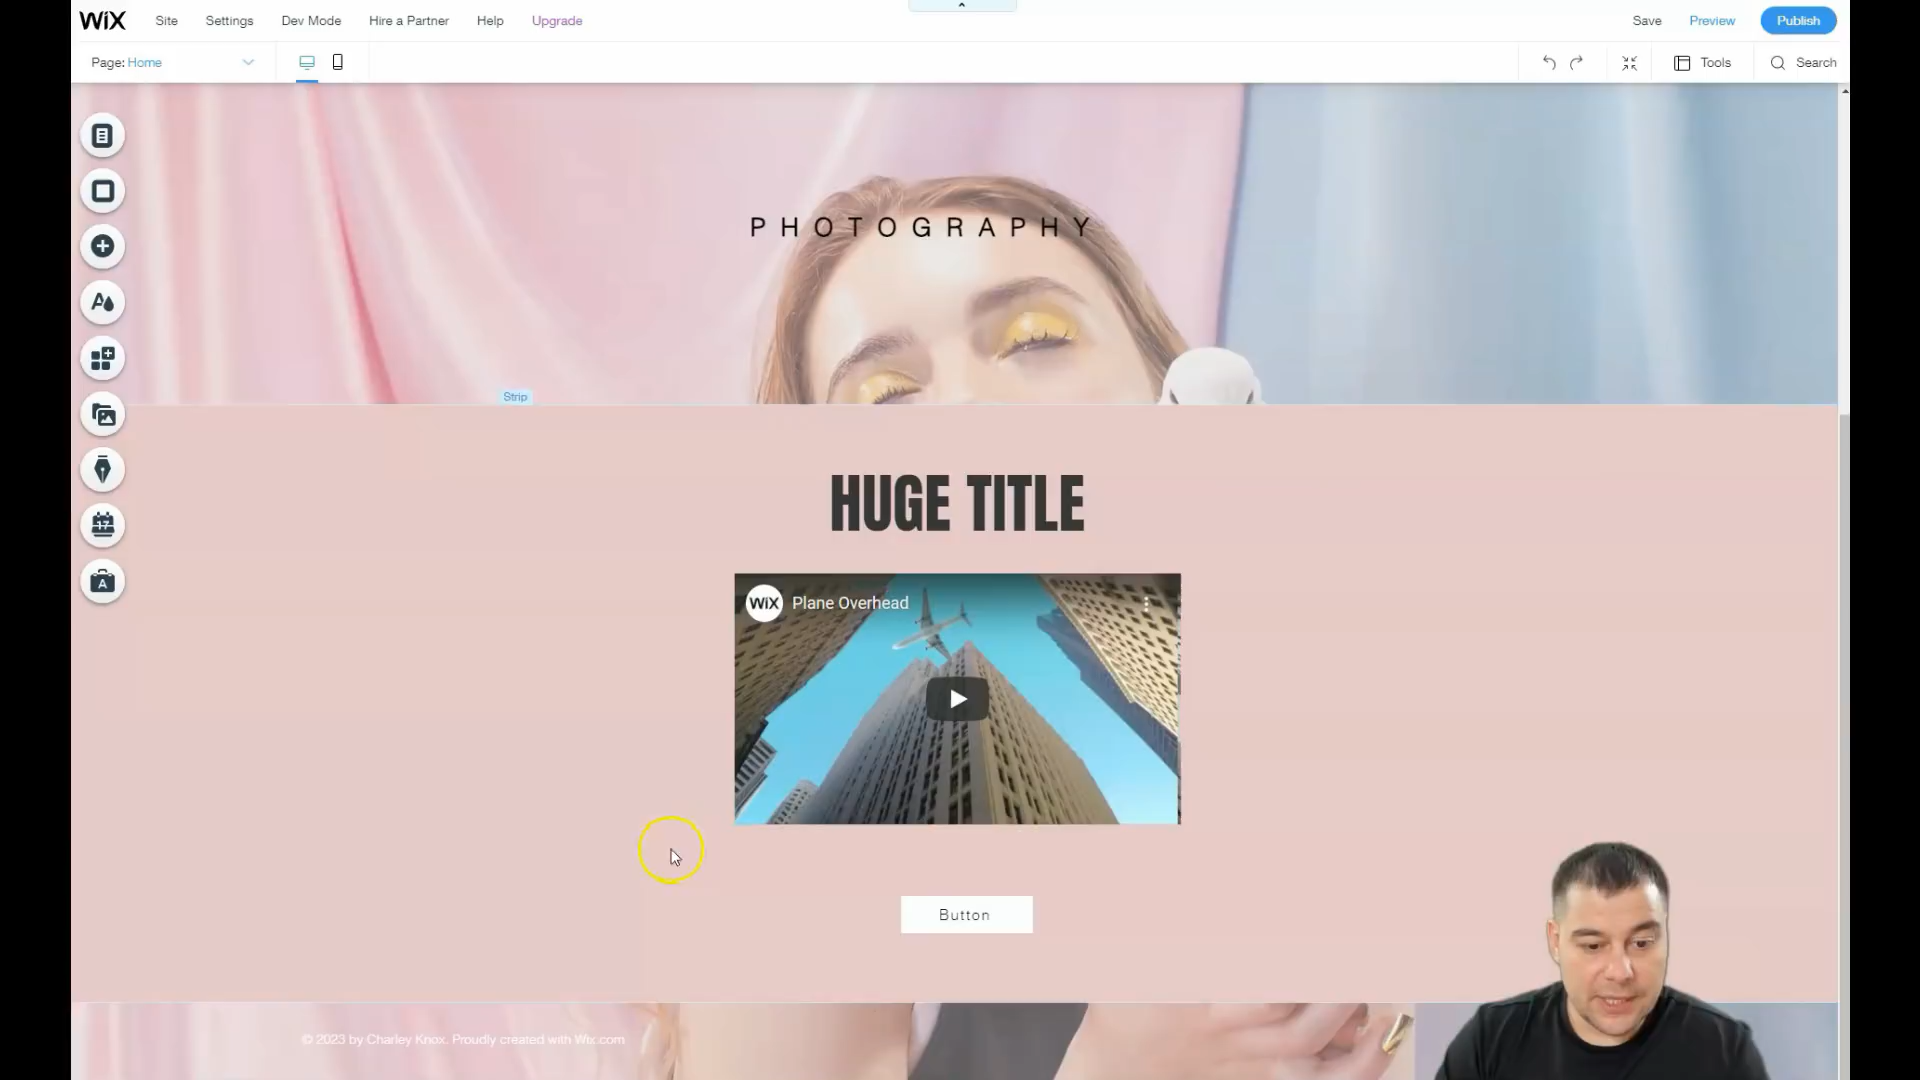 WiX Site Settings Dev Mode Hire a Partner Help Upgrade Save Preview Publish
Page: Home Tools Search
PHOTOGRAPHY
Strip
HUGE TITLE
WiX Plane Overhead
17
A
Button
© 2023 by Charley Knox. Proudly created with Wix.com